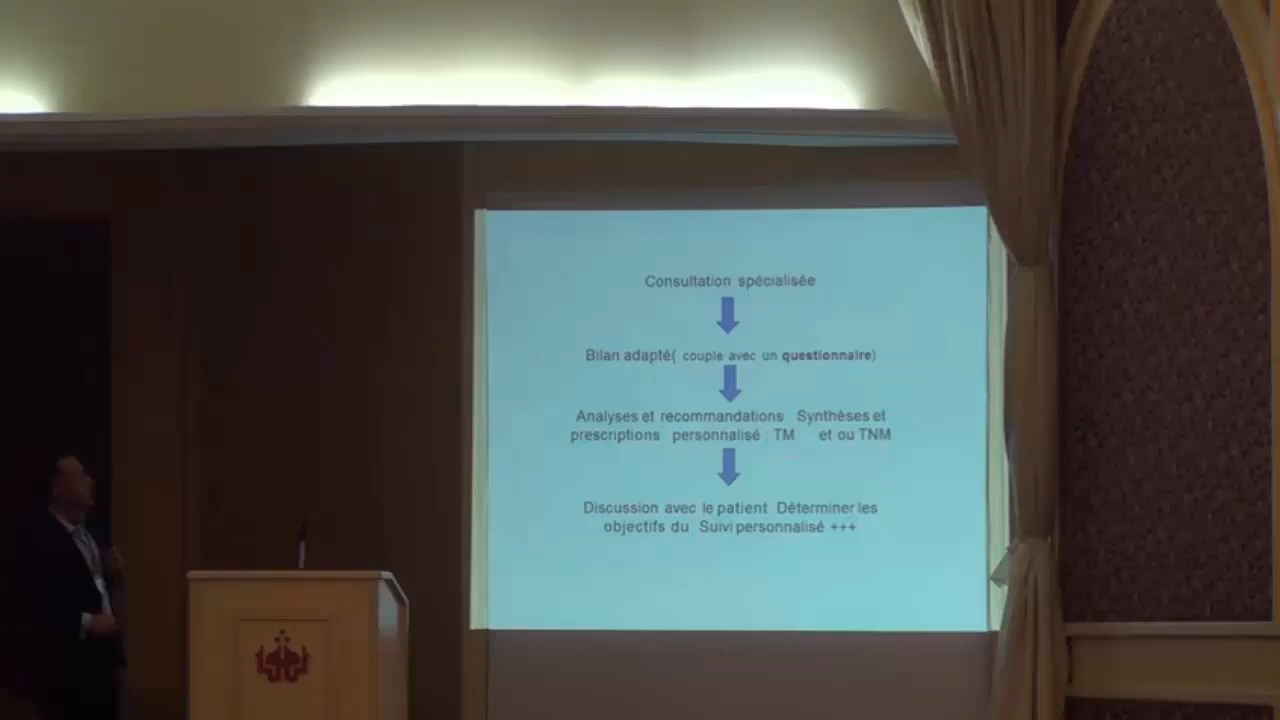 Consultation spécialisée
Bilan adapté( couple avec un questionnaire)
Analyses et recommandations Synthèses et
prescriptions personnalisé : TM et ou TNM
Discussion avec le patient Déterminer les
objectifs du Suivi personnalisé +++